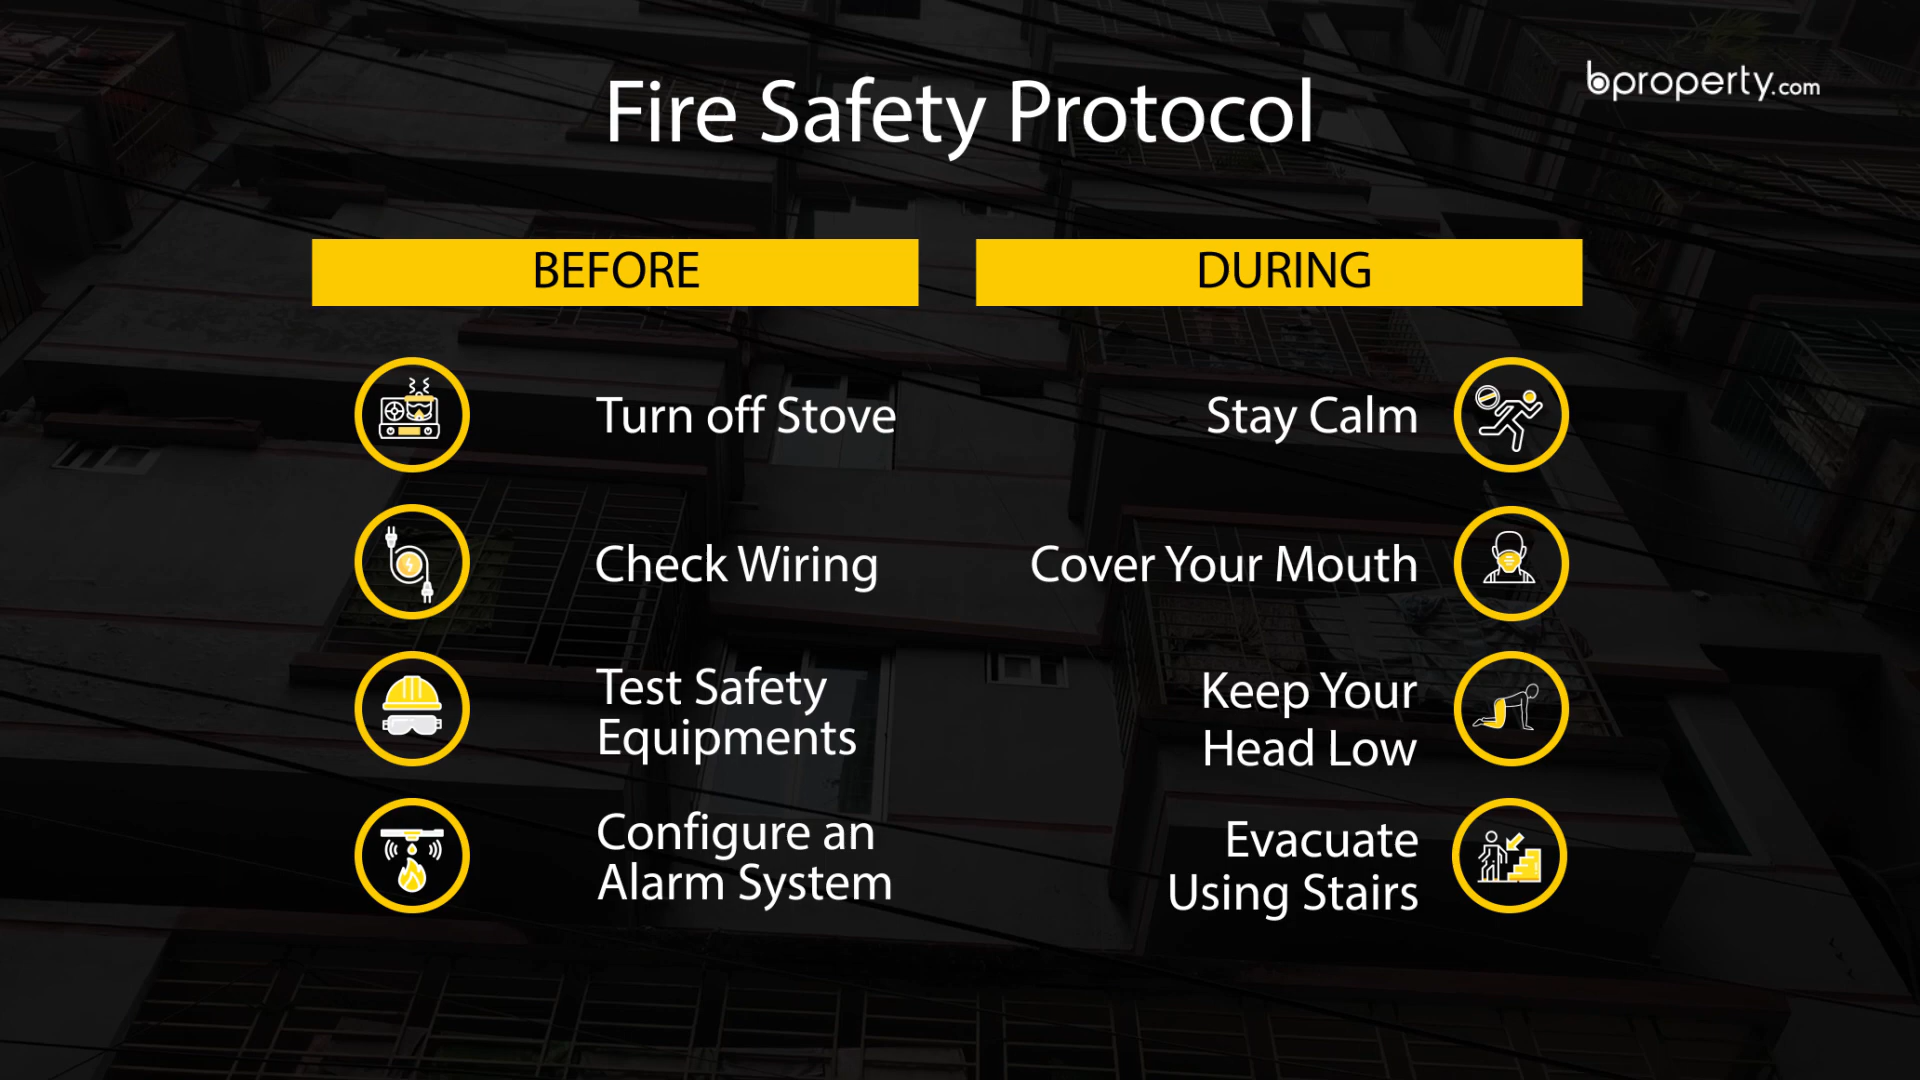 Fire Safety Protocol
bproperty.com
BEFORE
Turn off Stove
Check Wiring
Test Safety
Equipments
Configure an
Alarm System
DURING
Stay Calm
Cover Your Mouth
Keep Your
Head Low
Evacuate
Using Stairs